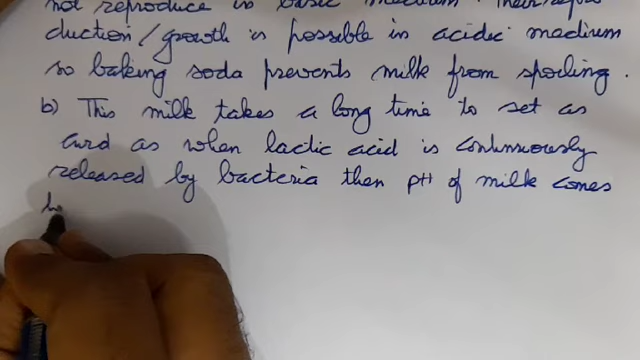 not reproduce in basic medium. Their repro
duction/growth is possible in acidic medium
so baking soda prevents milk from spoiling.
b) This milk takes a long time to set as
curd as when lactic acid is continuously
released by bacteria then pH of milk comes